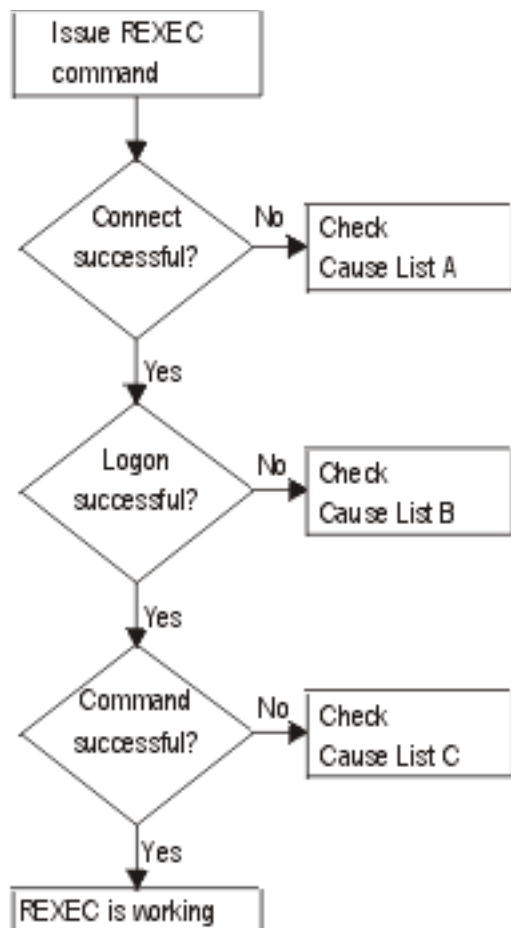 Issue REXEC
command
Connect
successful?
No
Check
Cause List A
Yes
Logon
successful?
No
Check
Cause List B
Yes
Command
successful?
No
Check
Cause List C
Yes
REXEC is working